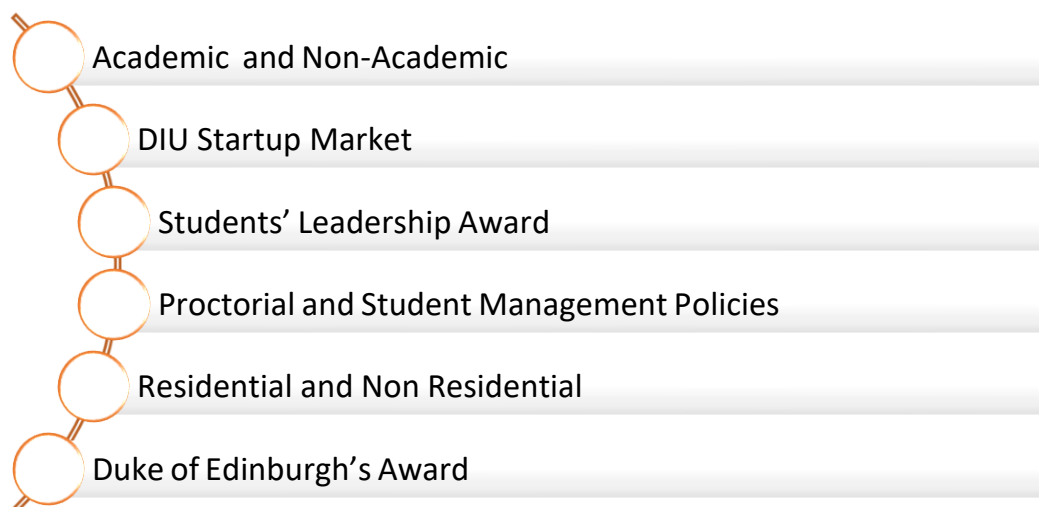 Academic and Non-Academic
DIU Startup Market
Students’ Leadership Award
Proctorial and Student Management Policies
Residential and Non Residential
Duke of Edinburgh’s Award